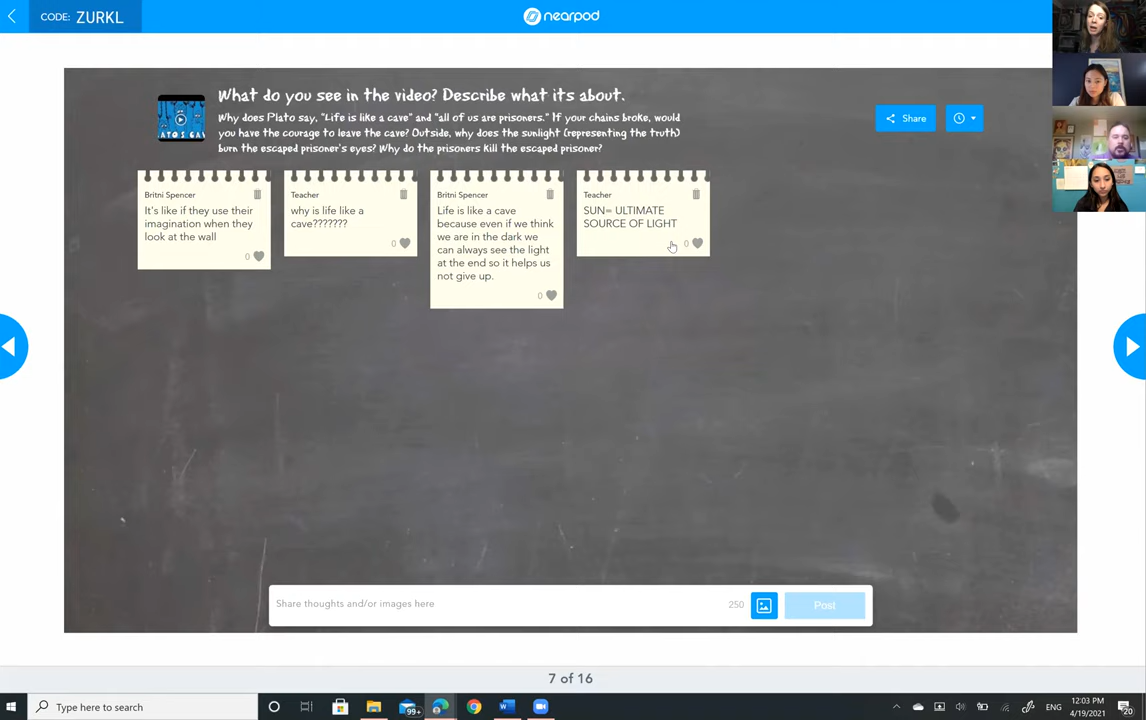 CODE: ZURKL
nearpod
What do you see in the video? Describe what its about.
Why does Plato say, "Life is like a cave" and "all of us are prisoners." If your chains broke, would
you have the courage to leave the cave? Outside, why does the sunlight (representing the truth)
burn the escaped prisoner's eyes? Why do the prisoners kill the escaped prisoner?
Share
Britni Spencer
It's like if they use their
imagination when they
look at the wall
0
Teacher
why is life like a
cave???????
0
Britni Spencer
Life is like a cave
because even if we think
we are in the dark we
can always see the light
at the end so it helps us
not give up.
0
Teacher
SUN= ULTIMATE
SOURCE OF LIGHT
0
Share thoughts and/or images here
250
Post
7 of 16
Type here to search
99+
ENG
12:03 PM
4/19/2021
20